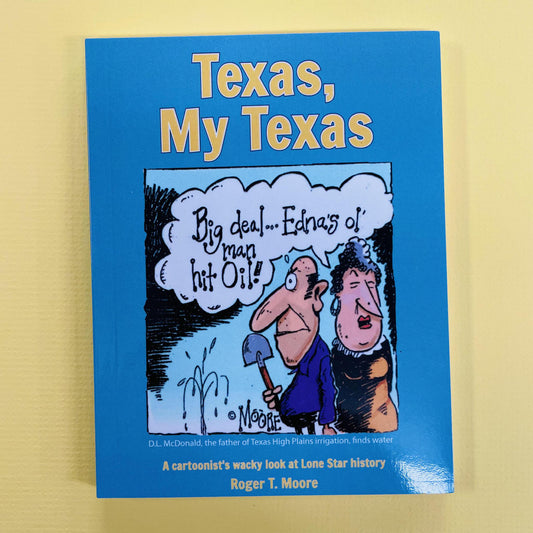 Texas,
My Texas
Big deal... Edna's ol'
man
hit Oil!
© MOORE
D.L. McDonald, the father of Texas High Plains irrigation, finds water
A cartoonist's wacky look at Lone Star history
Roger T. Moore